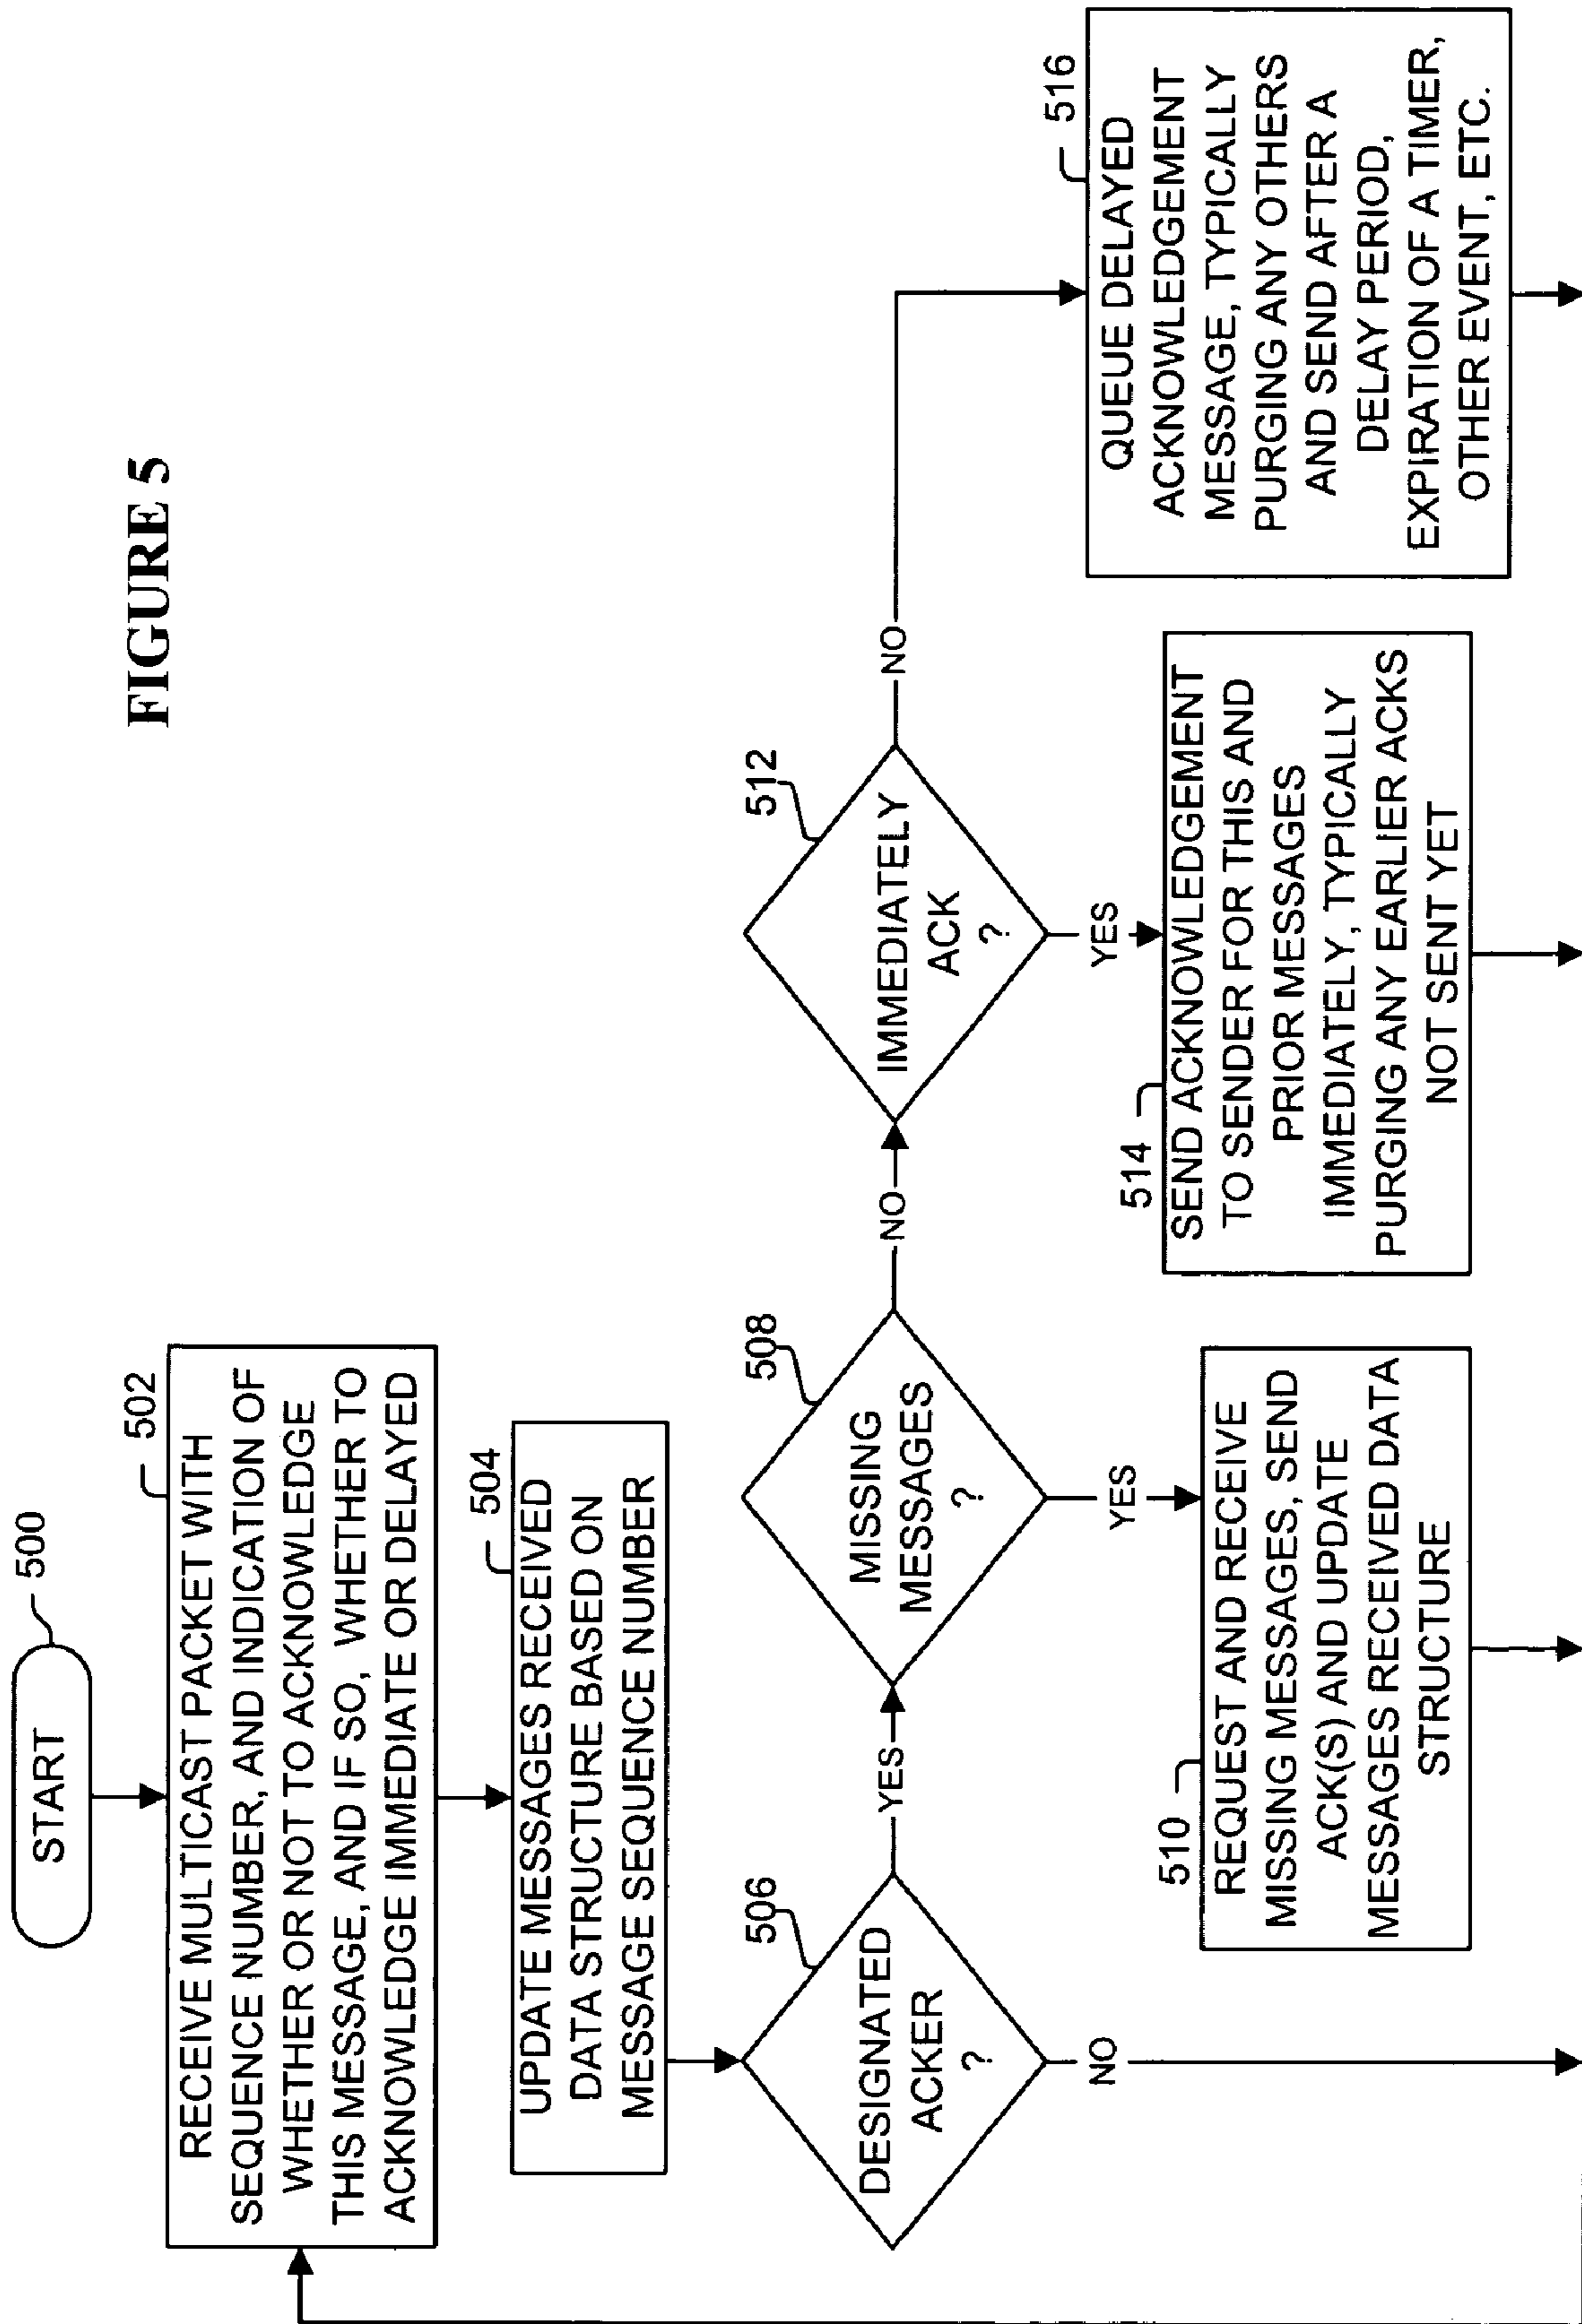 FIGURE 5
START
500
502
RECEIVE MULTICAST PACKET WITH
SEQUENCE NUMBER, AND INDICATION OF
WHETHER OR NOT TO ACKNOWLEDGE
THIS MESSAGE, AND IF SO, WHETHER TO
ACKNOWLEDGE IMMEDIATE OR DELAYED
504
UPDATE MESSAGES RECEIVED
DATA STRUCTURE BASED ON
MESSAGE SEQUENCE NUMBER
506
DESIGNATED
ACKER
?
YES
NO
508
MISSING
MESSAGES
?
NO
YES
510
REQUEST AND RECEIVE
MISSING MESSAGES, SEND
ACK(S) AND UPDATE
MESSAGES RECEIVED DATA
STRUCTURE
512
IMMEDIATELY
ACK
?
NO
YES
514
SEND ACKNOWLEDGEMENT
TO SENDER FOR THIS AND
PRIOR MESSAGES
IMMEDIATELY, TYPICALLY
PURGING ANY EARLIER ACKS
NOT SENT YET
516
QUEUE DELAYED
ACKNOWLEDGEMENT
MESSAGE, TYPICALLY
PURGING ANY OTHERS
AND SEND AFTER A
DELAY PERIOD,
EXPIRATION OF A TIMER,
OTHER EVENT, ETC.